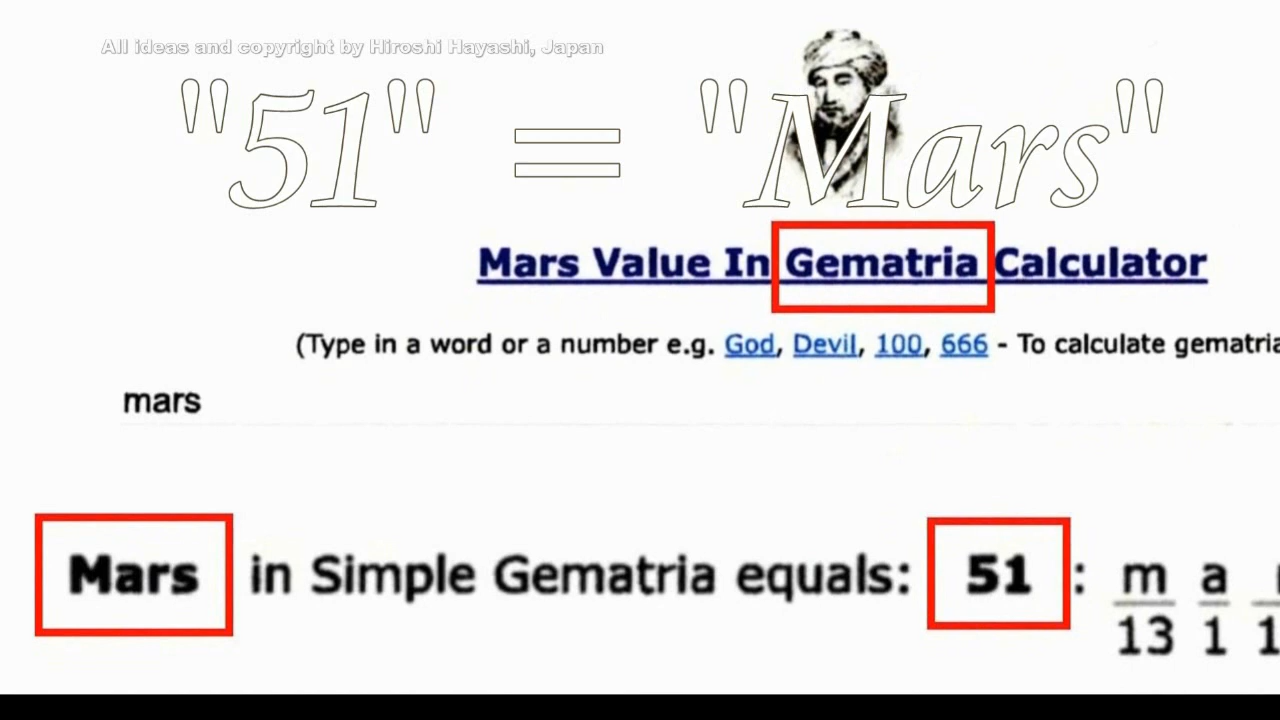 All ideas and copyright by Hiroshi Hayashi, Japan
"51" = "Mars"
Mars Value In Gematria Calculator
(Type in a word or a number e.g. God, Devil, 100, 666 - To calculate gematria
mars
Mars in Simple Gematria equals: 51 : m a
13 1